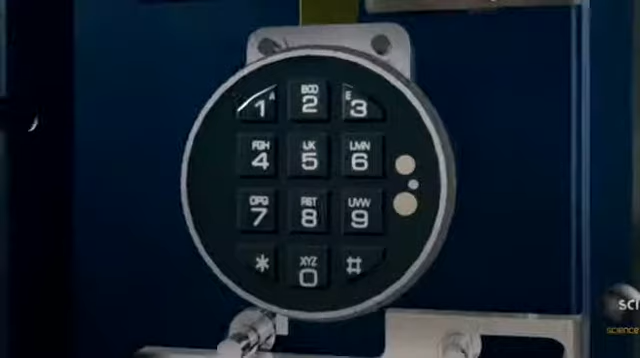 A E
1 BCD 2 3
FGH IJK LMN
4 5 6
OPQ RST UVW
7 8 9
* XYZ #
0
SCI
SCIENCE